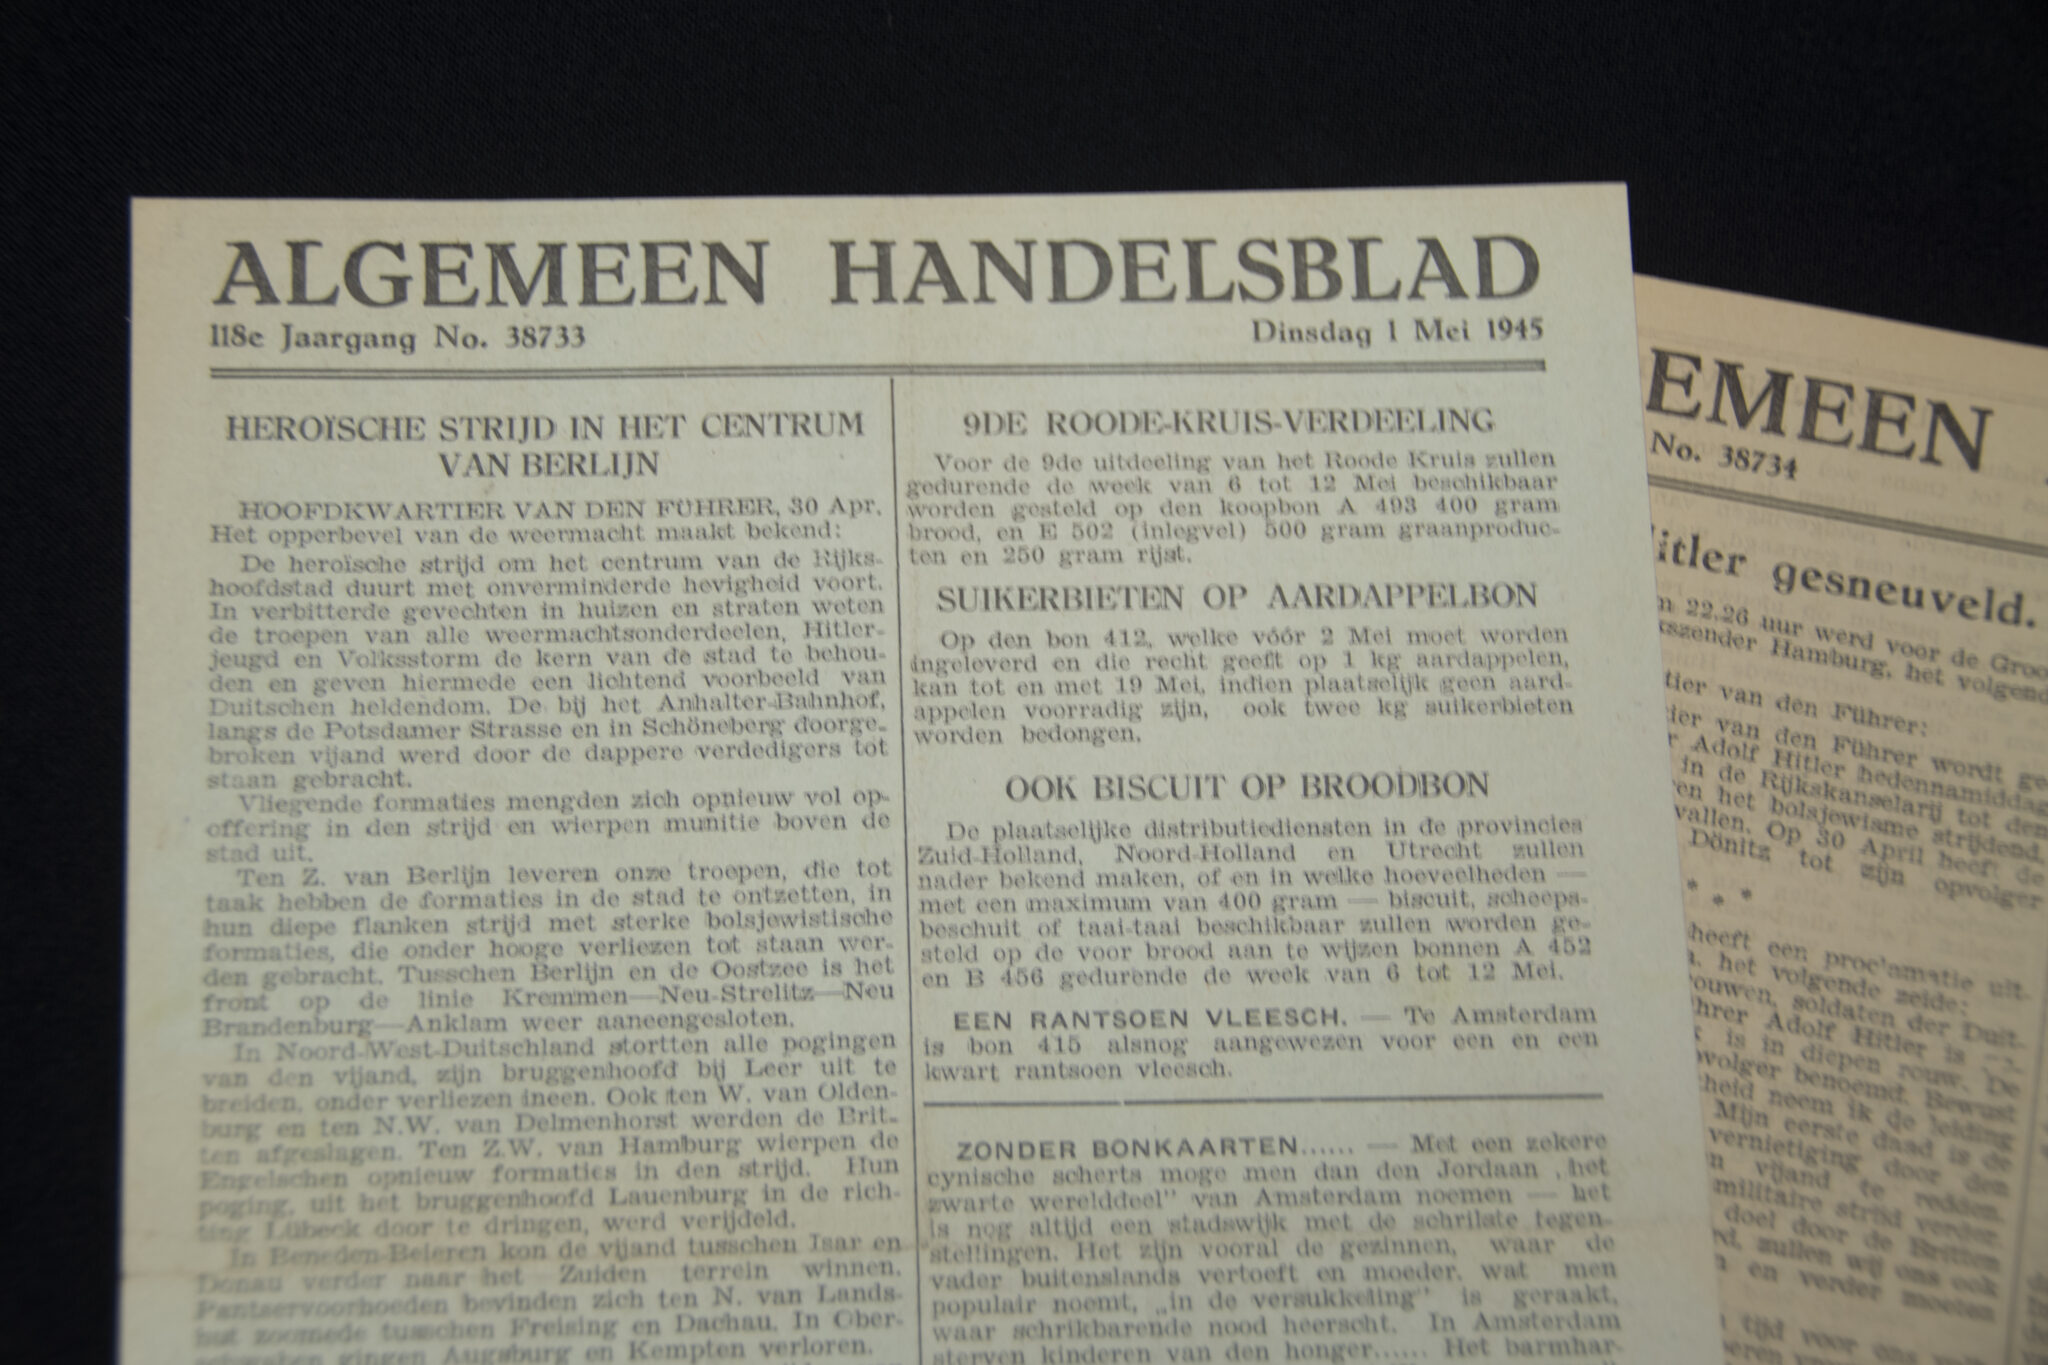 ALGEMEEN HANDELSBLAD
118e Jaargang No. 38733
Dinsdag 1 Mei 1945
HEROÏSCHE STRIJD IN HET CENTRUM
VAN BERLIJN
HOOFDKWARTIER VAN DEN FÜHRER, 30 Apr.
Het opperbevel van de weermacht maakt bekend:
De heroïsche strijd om het centrum van de Rijks-
hoofdstad duurt met onverminderde hevigheid voort.
In verbitterde gevechten in huizen en straten weten
de troepen van alle weermachtsonderdeelen, Hitler-
jeugd en Volksstorm de kern van de stad te behou-
den en geven hiermede een lichtend voorbeeld van
Duitschen heldendom. De bij het Anhalter-Bahnhof,
langs de Potsdamer Strasse en in Schöneberg doorge-
broken vijand werd door de dappere verdedigers tot
staan gebracht.
Vliegende formaties mengden zich opnieuw vol op-
offering in den strijd en wierpen munitie boven de
stad uit.
Ten Z. van Berlijn leveren onze troepen, die tot
taak hebben de formaties in de stad te ontzetten, in
hun diepe flanken strijd met sterke bolsjewistische
formaties, die onder hooge verliezen tot staan wer-
den gebracht. Tusschen Berlijn en de Oostzee is het
front op de linie Kremmen—Neu-Strelitz—Neu
Brandenburg—Anklam weer aaneengesloten.
In Noord-West-Duitschland stortten alle pogingen
van den vijand, zijn bruggenhoofd bij Leer uit te
breiden, onder verliezen ineen. Ook ten W. van Olden-
burg en ten N.W. van Delmenhorst werden de Brit-
ten afgeslagen. Ten Z.W. van Hamburg wierpen de
Engelschen opnieuw formaties in den strijd. Hun
poging, uit het bruggenhoofd Lauenburg in de rich-
ting Lübeck door te dringen, werd verijdeld.
In Beneden-Beieren kon de vijand tusschen Isar en
Donau verder naar het Zuiden terrein winnen.
Pantservoorhoeden bevinden zich ten N. van Lands-
hut zoomede tusschen Freising en Dachau. In Ober-
schwaben gingen Augsburg en Kempten verloren.
9DE ROODE-KRUIS-VERDEELING
Voor de 9de uitdeeling van het Roode Kruis zullen
gedurende de week van 6 tot 12 Mei beschikbaar
worden gesteld op den koopbon A 493 400 gram
brood, en E 502 (inlegvel) 500 gram graanproduc-
ten en 250 gram rijst.
SUIKERBIETEN OP AARDAPPELBON
Op den bon 412, welke vóór 2 Mei moet worden
ingeleverd en die recht geeft op 1 kg aardappelen,
kan tot en met 19 Mei, indien plaatselijk geen aard-
appelen voorradig zijn, ook twee kg suikerbieten
worden bedongen.
OOK BISCUIT OP BROODBON
De plaatselijke distributiediensten in de provincies
Zuid-Holland, Noord-Holland en Utrecht zullen
nader bekend maken, of en in welke hoeveelheden —
met een maximum van 400 gram — biscuit, scheeps-
beschuit of taai-taai beschikbaar zullen worden ge-
steld op de voor brood aan te wijzen bonnen A 452
en B 456 gedurende de week van 6 tot 12 Mei.
EEN RANTSOEN VLEESCH. — Te Amsterdam
is bon 415 alsnog aangewezen voor een en een
kwart rantsoen vleesch.
ZONDER BONKAARTEN...... — Met een zekere
cynische scherts moge men dan den Jordaan „het
zwarte werelddeel" van Amsterdam noemen — het
is nog altijd een stadswijk met de schrilste tegen-
stellingen. Het zijn vooral de gezinnen, waar de
vader buitenslands vertoeft en moeder, wat men
populair noemt, „in de versukkeling" is geraakt,
waar schrikbarende nood heerscht. In Amsterdam
sterven kinderen van den honger...... Het barmhar-
EMEEN
No. 38734
itler gesneuveld.
n 22.26 uur werd voor de Groo
kszender Hamburg, het volgend
tier van den Führer:
tier van den Führer wordt ge
r Adolf Hitler hedennamiddag
in de Rijkskanselarij tot den
en het bolsjewisme strijdend,
vallen. Op 30 April heeft de
Dönitz tot zijn opvolger
* * *
heeft een proc'amatie uit-
het volgende zeide:
rouwen, soldaten der Duit-
hrer Adolf Hitler is
is in diepen rouw. De
volger benoemd. Bewust
heid neem ik de leiding
Mijn eerste daad is de
vernietiging door den
n vijand te redden.
militaire strijd verder.
doel door de Britten
rd, zullen wij ons ook
n en verder moeten
tijd voor ons